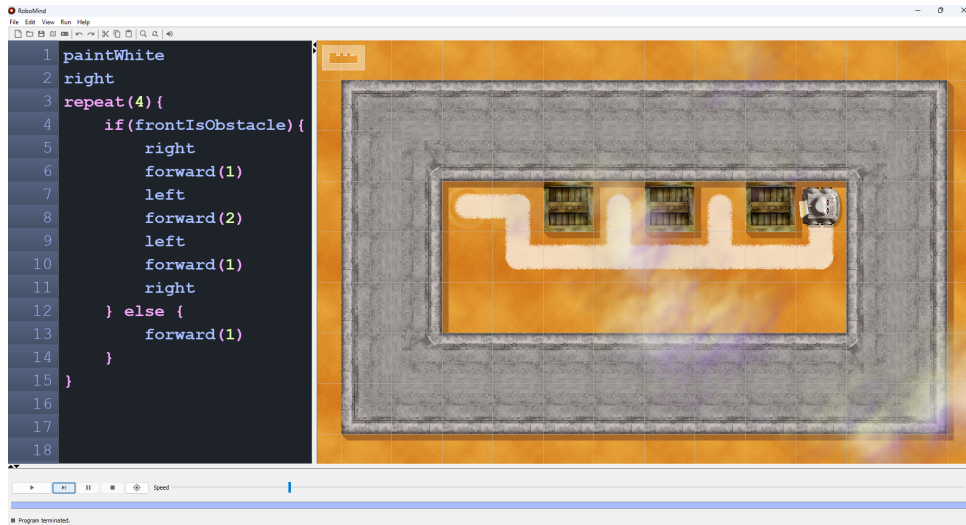 RoboMind
File Edit View Run Help
1 paintWhite
2 right
3 repeat(4){
4 if(frontIsObstacle){
5 right
6 forward(1)
7 left
8 forward(2)
9 left
10 forward(1)
11 right
12 } else {
13 forward(1)
14 }
15 }
16
17
18
Speed
Program terminated.